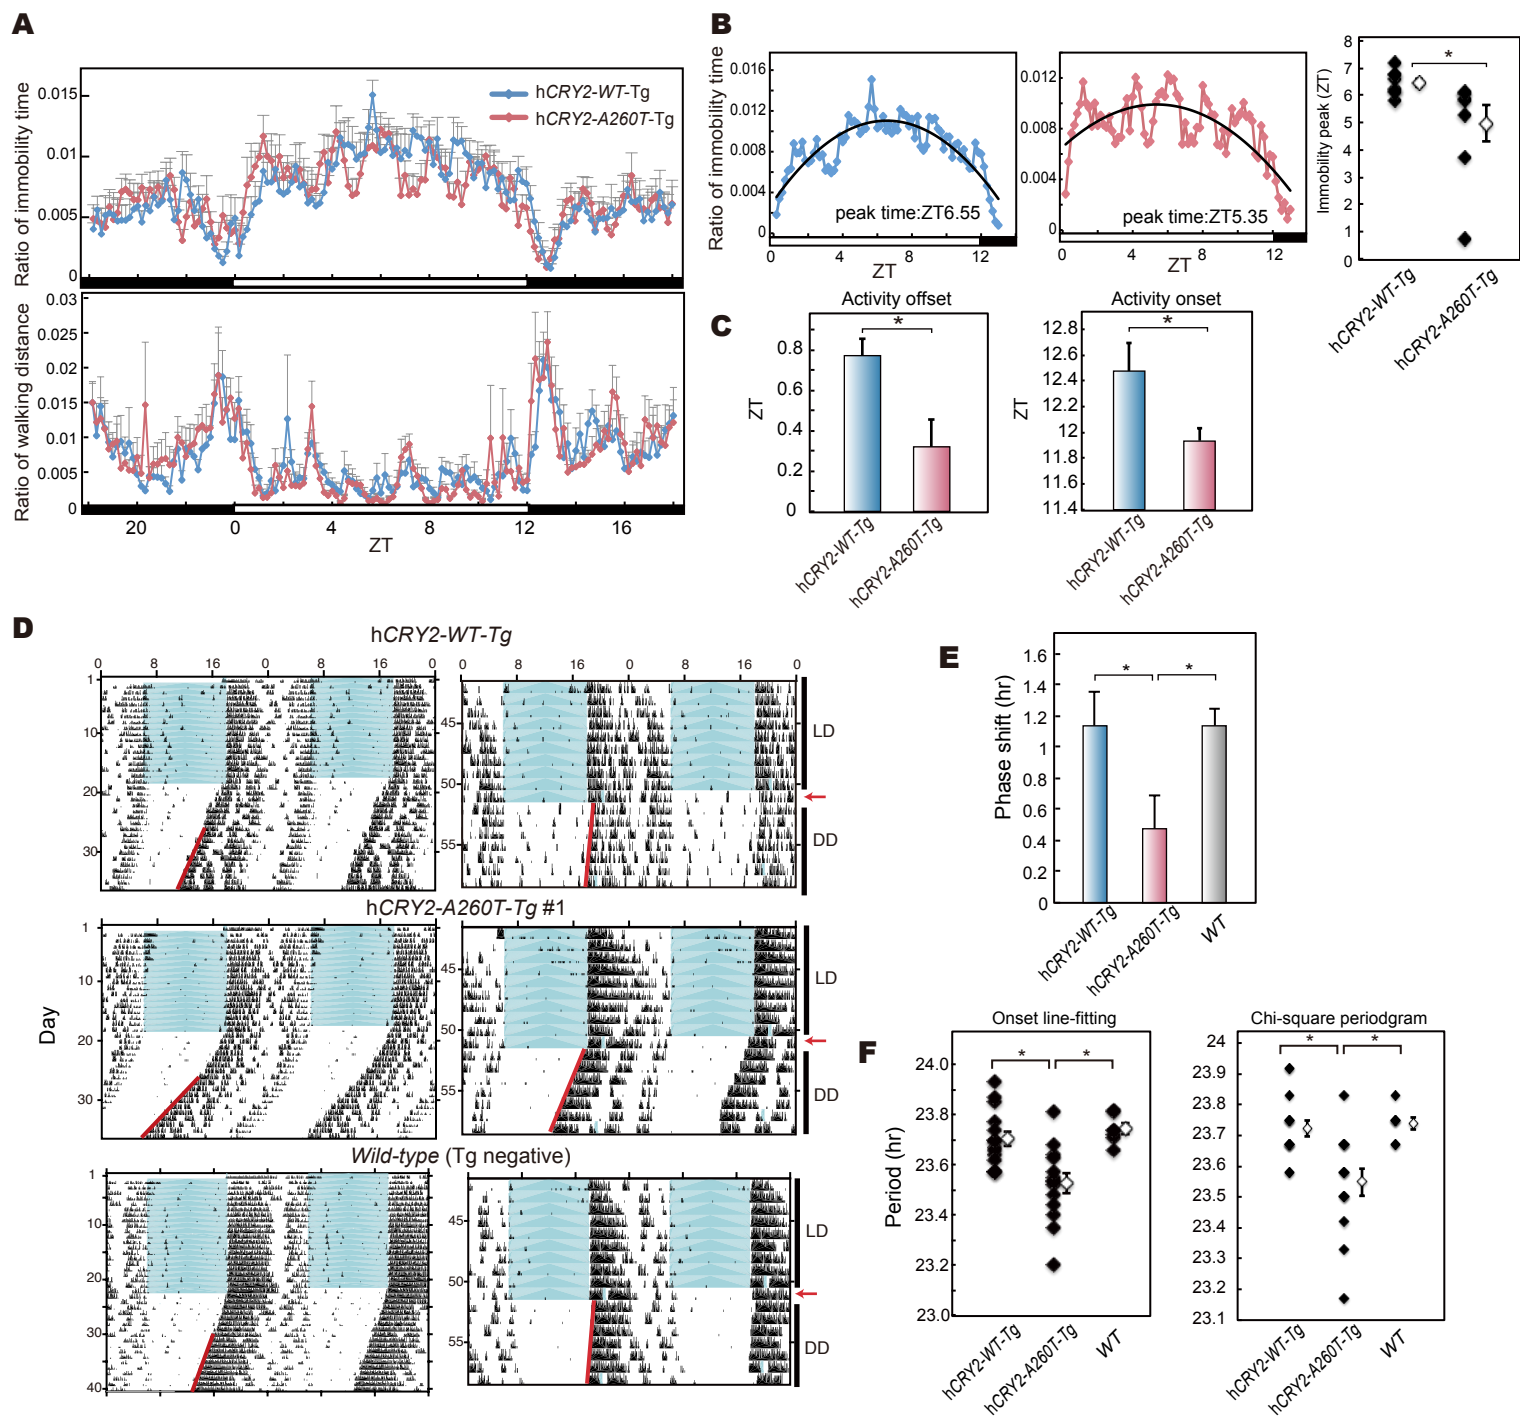 A
Ratio of immobility time
0.015
0.01
0.005
0
hCRY2-WT-Tg
hCRY2-A260T-Tg
Ratio of walking distance
0.03
0.025
0.02
0.01
0.005
0
20 0 4 8 12 16
ZT
B
Ratio of immobility time
0.016
0.012
0.008
0.004
0
peak time:ZT6.55
0 4 8 12
ZT
0.012
0.008
0.004
0
peak time:ZT5.35
0 4 8 12
ZT
Immobility peak (ZT)
8
7
6
5
4
3
2
1
0
*
hCRY2-WT-Tg
hCRY2-A260T-Tg
C
Activity offset
ZT
0.8
0.6
0.4
0.2
0
*
hCRY2-WT-Tg
hCRY2-A260T-Tg
Activity onset
ZT
12.8
12.6
12.4
12.2
12
11.8
11.6
11.4
*
hCRY2-WT-Tg
hCRY2-A260T-Tg
D
hCRY2-WT-Tg
0 8 16 0 8 16 0
0 8 16 0 8 16 0
1
10
20
30
45
50
55
LD
DD
hCRY2-A260T-Tg #1
Day
1
10
20
30
45
50
55
LD
DD
Wild-type (Tg negative)
1
10
20
30
40
45
50
55
LD
DD
E
Phase shift (hr)
1.6
1.4
1.2
1
0.8
0.6
0.4
0.2
0
* *
hCRY2-WT-Tg
hCRY2-A260T-Tg
WT
F
Onset line-fitting
Period (hr)
24.0
23.8
23.6
23.4
23.2
23.0
* *
hCRY2-WT-Tg
hCRY2-A260T-Tg
WT
Chi-square periodgram
24
23.9
23.8
23.7
23.6
23.5
23.4
23.3
23.2
23.1
* *
hCRY2-WT-Tg
hCRY2-A260T-Tg
WT